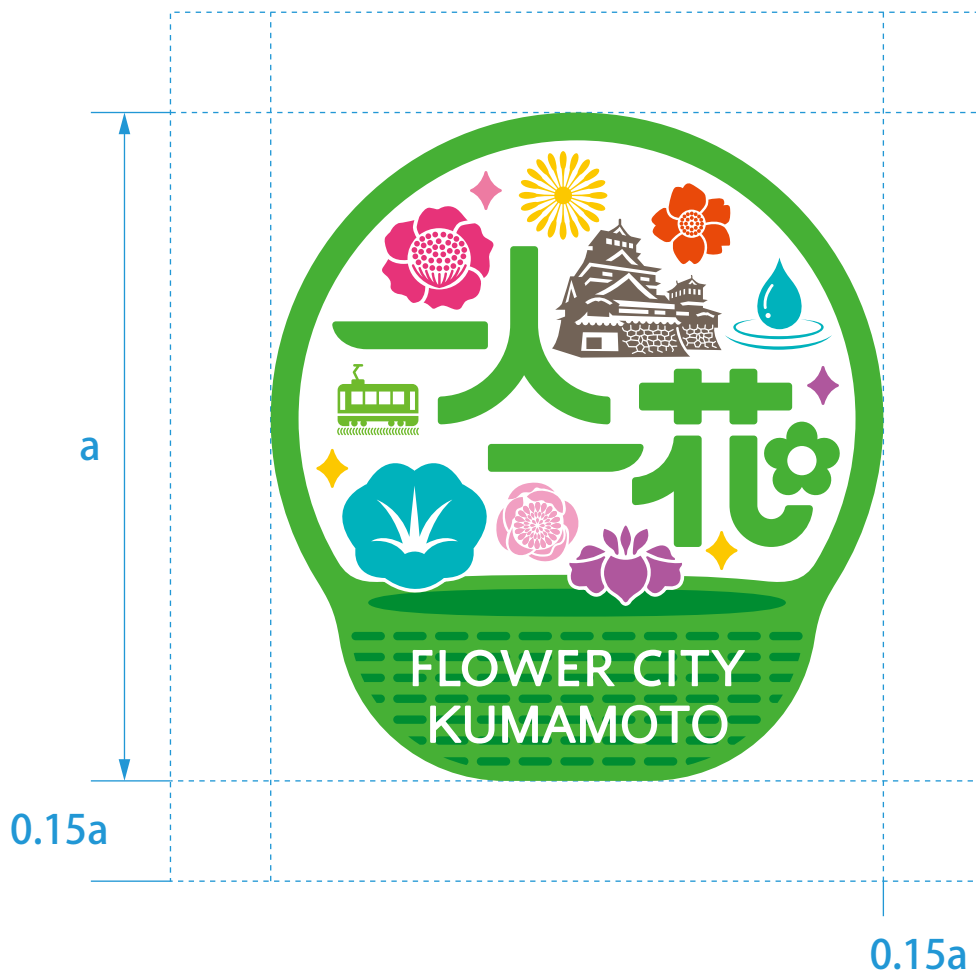 一人
一花
FLOWER CITY
KUMAMOTO
a
0.15a
0.15a